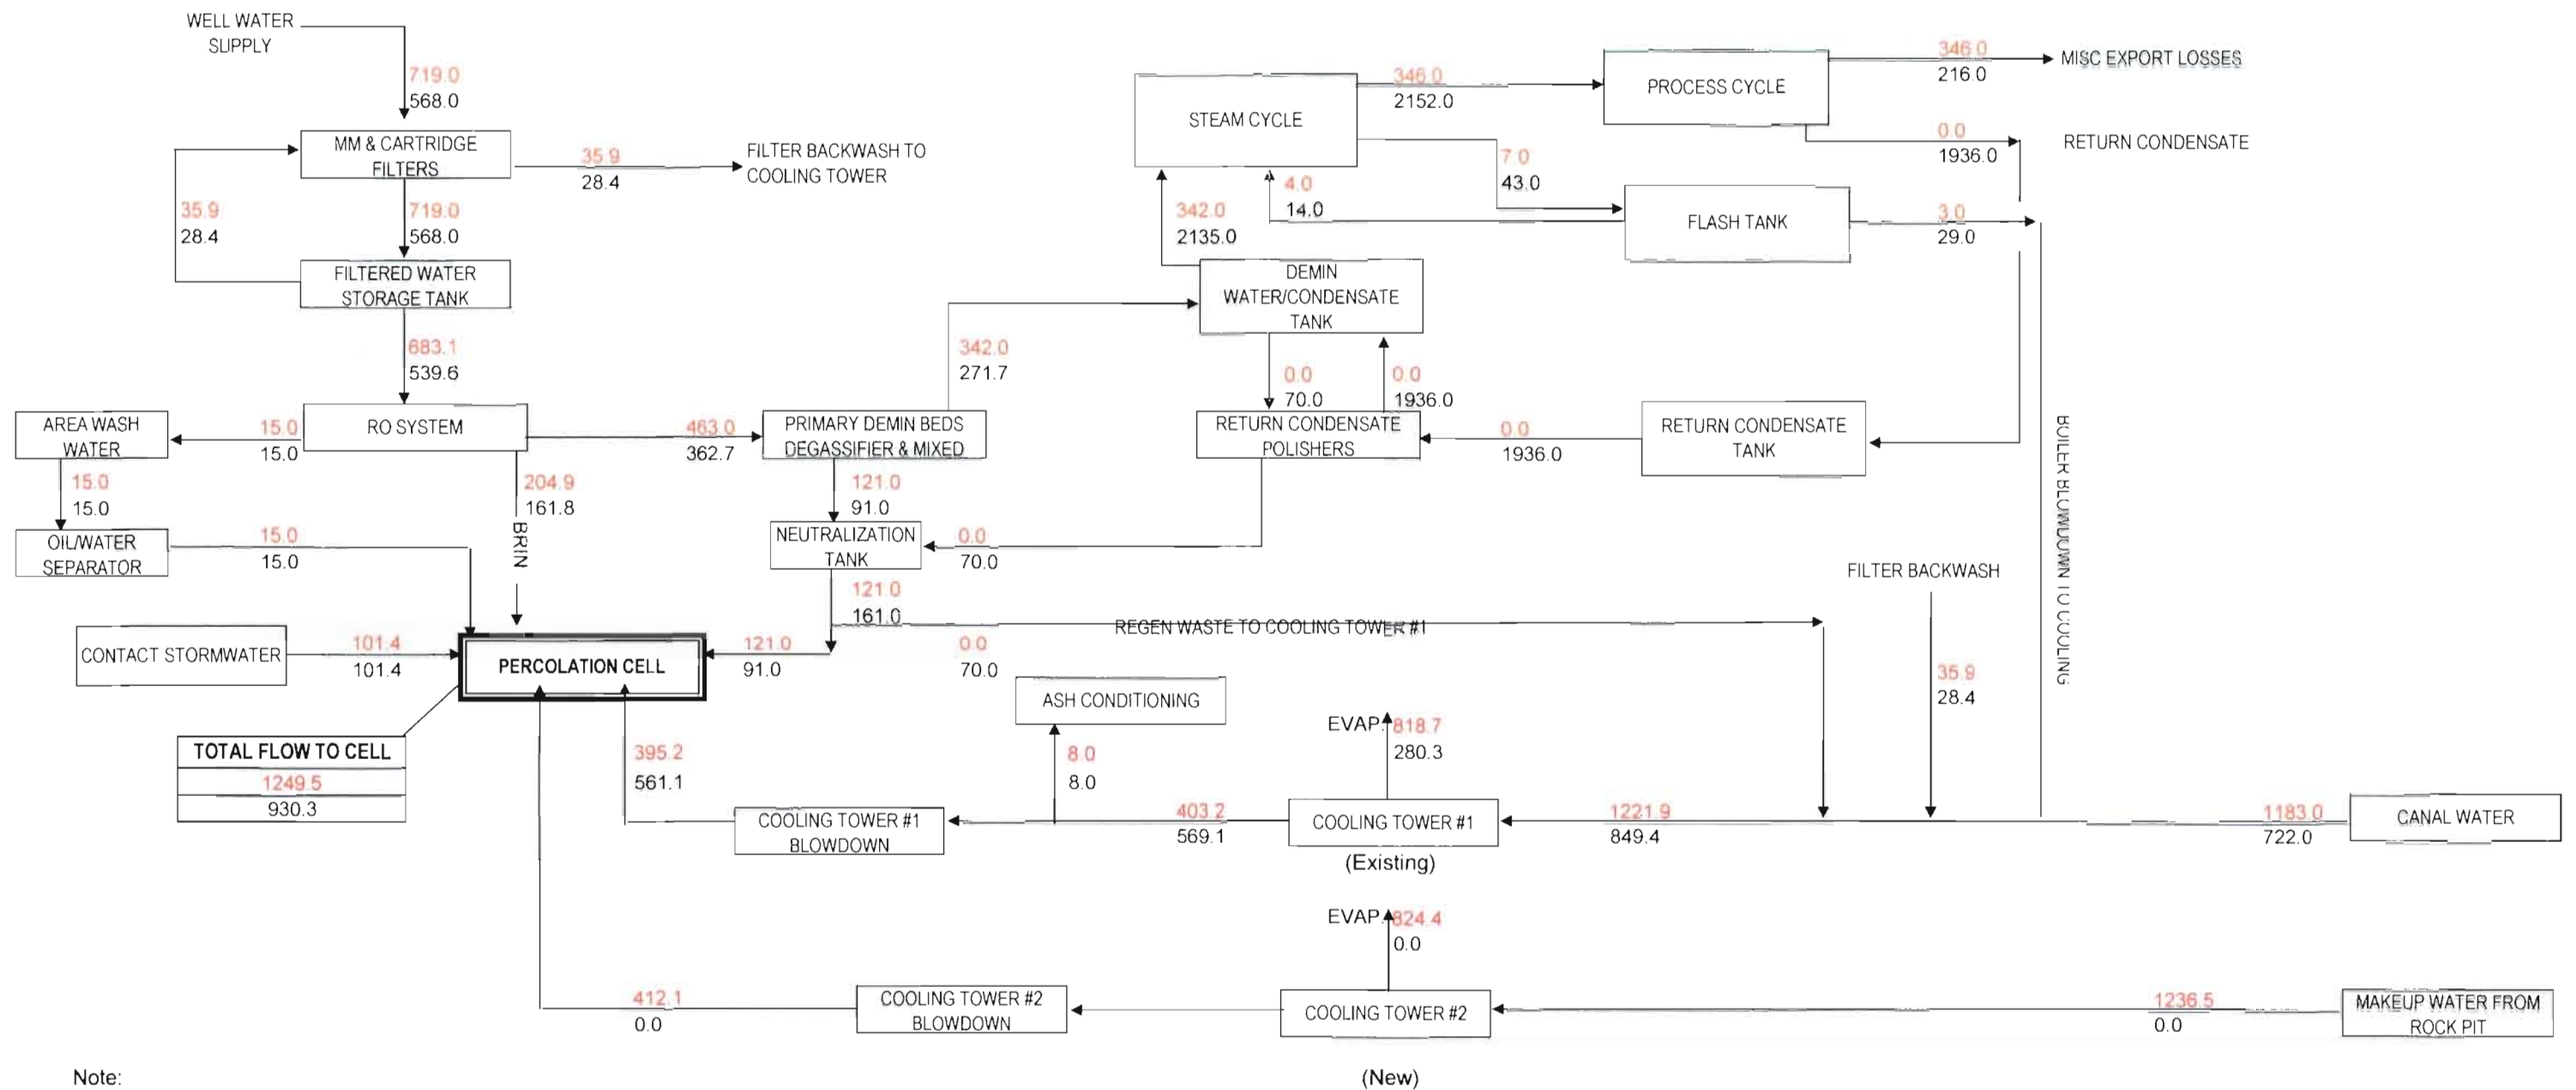 WELL WATER
SUPPLY
719.0
568.0
MM & CARTRIDGE
FILTERS
35.9
28.4
FILTER BACKWASH TO
COOLING TOWER
35.9
28.4
719.0
568.0
FILTERED WATER
STORAGE TANK
683.1
539.6
AREA WASH
WATER
15.0
15.0
RO SYSTEM
463.0
362.7
PRIMARY DEMIN BEDS
DEGASSIFIER & MIXED
342.0
271.7
15.0
15.0
204.9
161.8
BRIN
121.0
91.0
OIL/WATER
SEPARATOR
15.0
15.0
NEUTRALIZATION
TANK
0.0
70.0
121.0
161.0
REGEN WASTE TO COOLING TOWER #1
0.0
70.0
CONTACT STORMWATER
101.4
101.4
PERCOLATION CELL
121.0
91.0
TOTAL FLOW TO CELL
1249.5
930.3
STEAM CYCLE
346.0
2152.0
PROCESS CYCLE
346.0
216.0
MISC EXPORT LOSSES
0.0
1936.0
RETURN CONDENSATE
7.0
43.0
4.0
14.0
342.0
2135.0
FLASH TANK
3.0
29.0
DEMIN
WATER/CONDENSATE
TANK
0.0
70.0
0.0
1936.0
RETURN CONDENSATE
POLISHERS
0.0
1936.0
RETURN CONDENSATE
TANK
BOILER BLOWDOWN TO COOLING
FILTER BACKWASH
35.9
28.4
ASH CONDITIONING
8.0
8.0
EVAP.
818.7
280.3
395.2
561.1
COOLING TOWER #1
BLOWDOWN
403.2
569.1
COOLING TOWER #1
(Existing)
1221.9
849.4
1183.0
722.0
CANAL WATER
EVAP.
824.4
0.0
412.1
0.0
COOLING TOWER #2
BLOWDOWN
COOLING TOWER #2
1236.5
0.0
MAKEUP WATER FROM
ROCK PIT
Note:
(New)